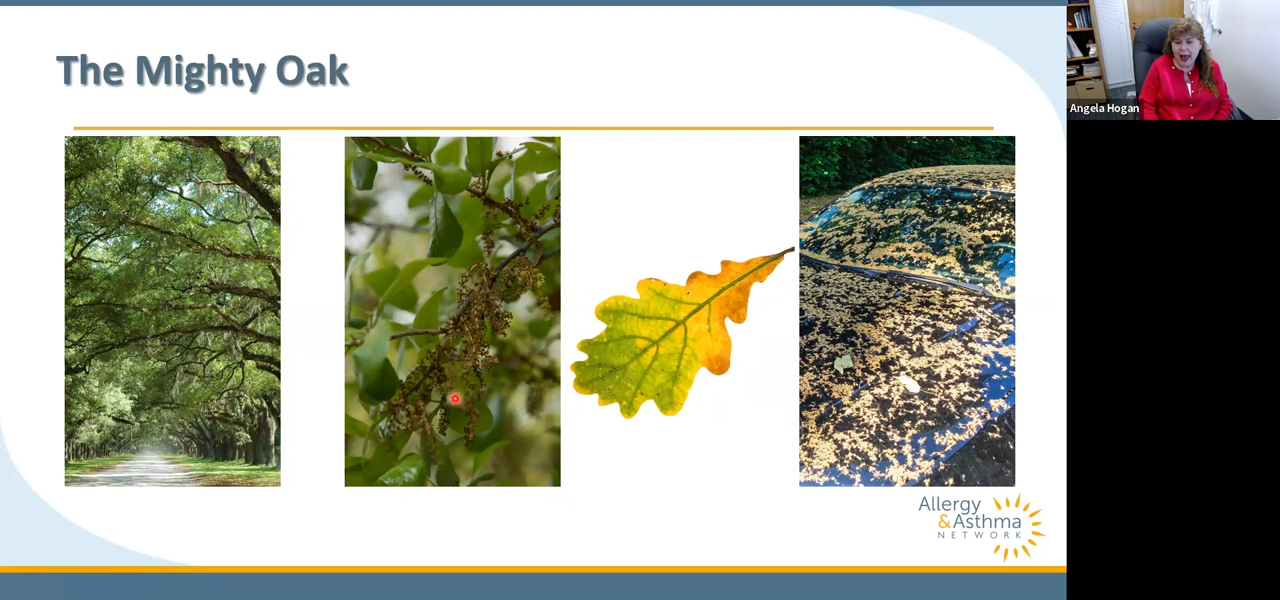 The Mighty Oak
Angela Hogan
Allergy
&Asthma
NETWORK